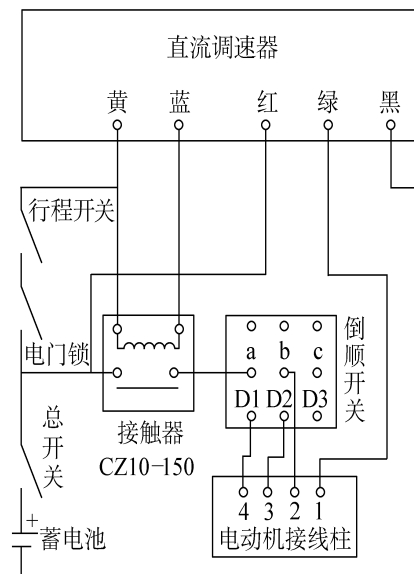 直流调速器
黄 蓝 红 绿 黑
行程开关
电门锁
a b c
倒顺开关
D1 D2 D3
总开关
接触器
CZ10-150
4 3 2 1
电动机接线柱
+
蓄电池